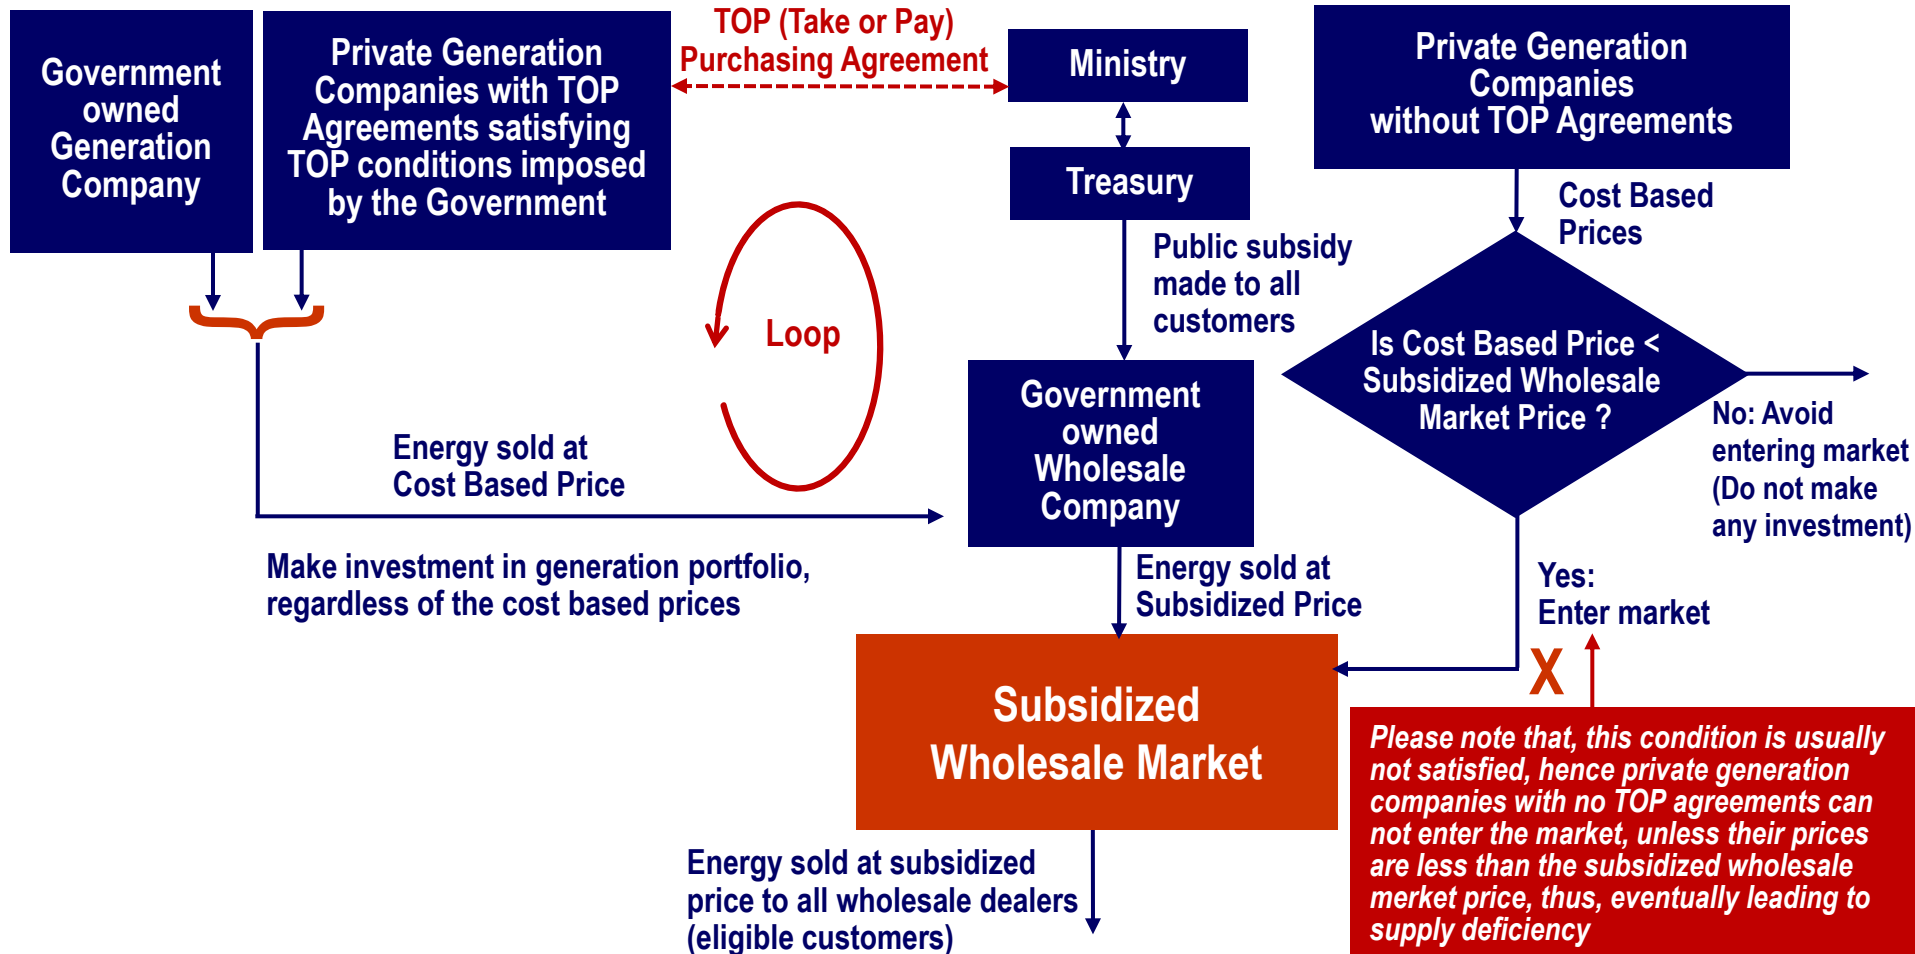 Government
owned
Generation
Company
Private Generation
Companies with TOP
Agreements satisfying
TOP conditions imposed
by the Government
TOP (Take or Pay)
Purchasing Agreement
Ministry
Treasury
Private Generation
Companies
without TOP Agreements
Cost Based
Prices
Public subsidy
made to all
customers
Loop
Is Cost Based Price <
Subsidized Wholesale
Market Price ?
No: Avoid
entering market
(Do not make
any investment)
Government
owned
Wholesale
Company
Energy sold at
Cost Based Price
Make investment in generation portfolio,
regardless of the cost based prices
Energy sold at
Subsidized Price
Yes:
Enter market
X
Subsidized
Wholesale Market
Please note that, this condition is usually
not satisfied, hence private generation
companies with no TOP agreements can
not enter the market, unless their prices
are less than the subsidized wholesale
merket price, thus, eventually leading to
supply deficiency
Energy sold at subsidized
price to all wholesale dealers
(eligible customers)